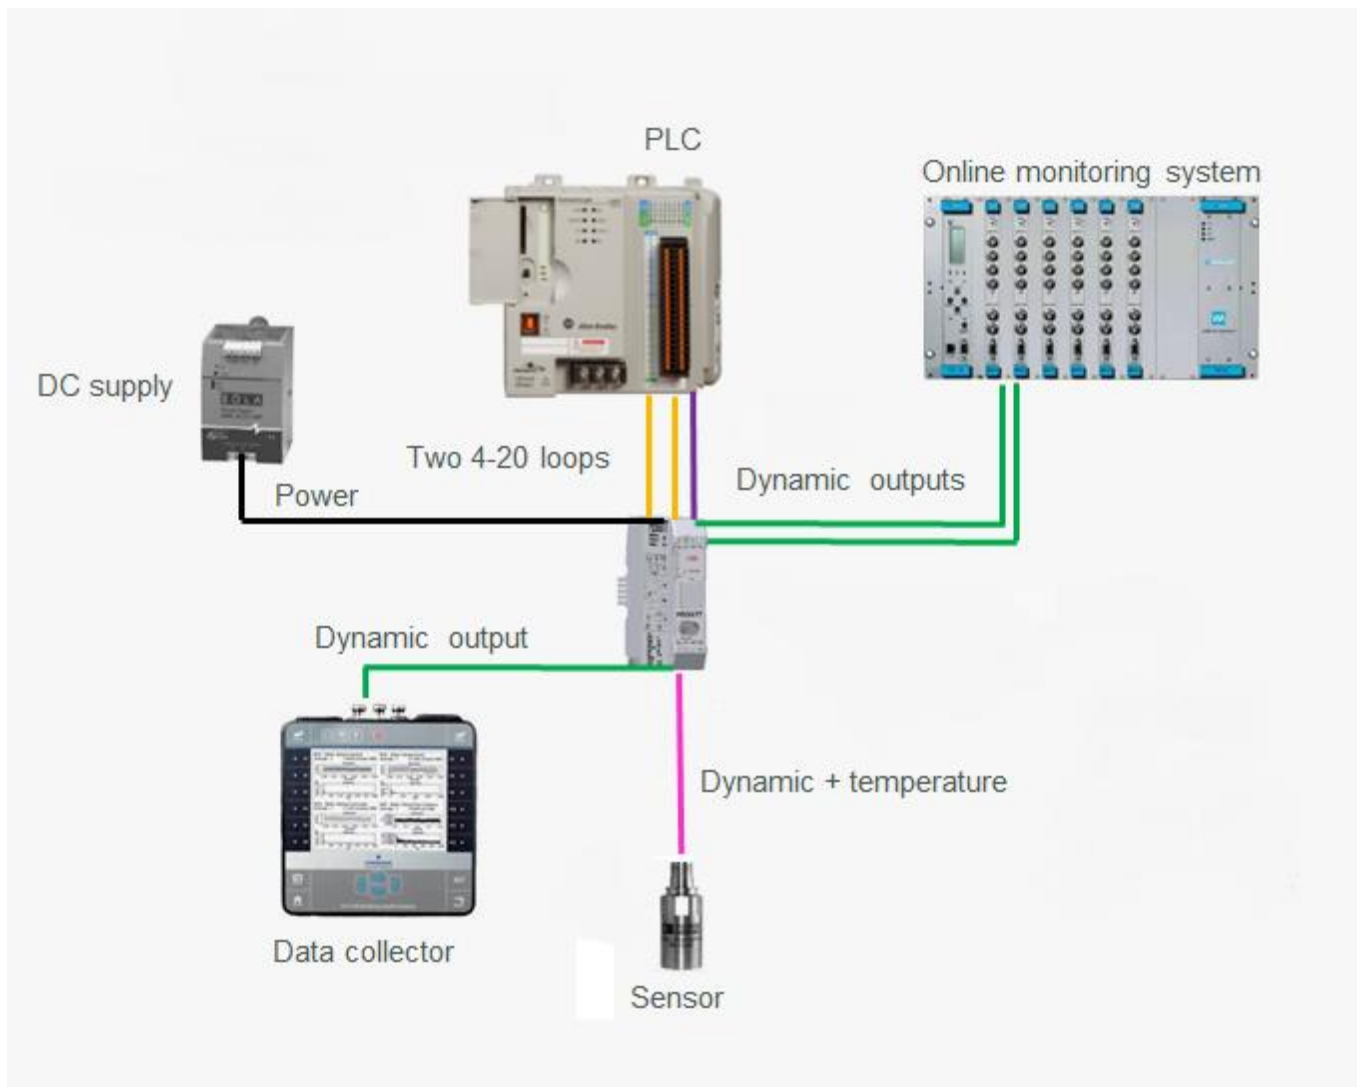 PLC
Online monitoring system
DC supply
SOLA
Two 4-20 loops
Dynamic outputs
Power
Dynamic output
Dynamic + temperature
Data collector
Sensor